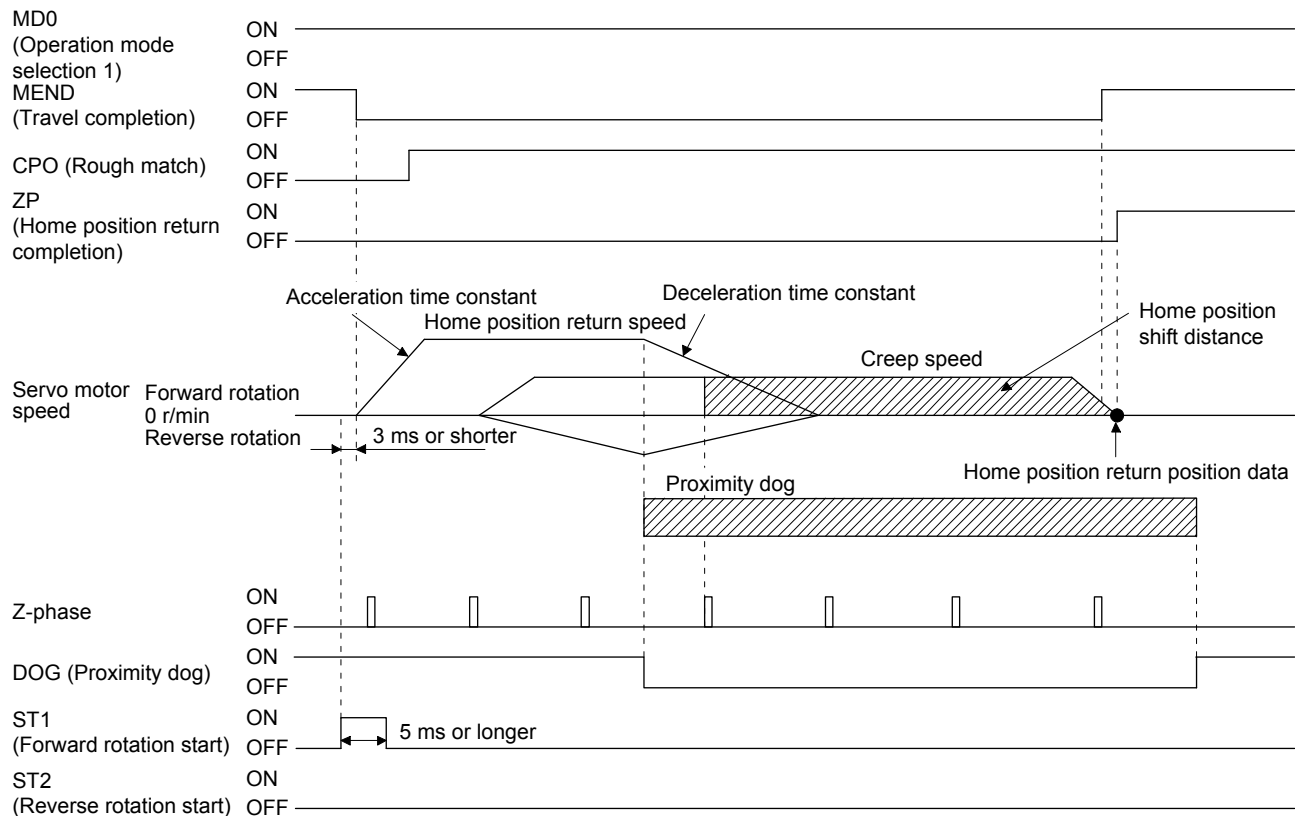 MD0
(Operation mode
selection 1)
ON
OFF
MEND
(Travel completion)
ON
OFF
CPO (Rough match)
ON
OFF
ZP
(Home position return
completion)
ON
OFF
Acceleration time constant
Home position return speed
Deceleration time constant
Home position
shift distance
Creep speed
Servo motor
speed
Forward rotation
0 r/min
Reverse rotation
3 ms or shorter
Home position return position data
Proximity dog
Z-phase
ON
OFF
DOG (Proximity dog)
ON
OFF
ST1
(Forward rotation start)
ON
OFF
5 ms or longer
ST2
(Reverse rotation start)
ON
OFF